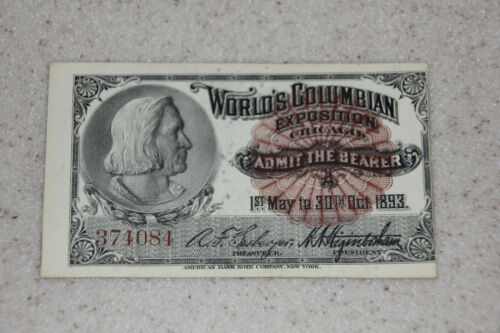 WORLD'S COLUMBIAN
EXPOSITION
CHICAGO
ADMIT THE BEARER
1ST May to 30TH Oct 1893.
374084
TREASURER. PRESIDENT
AMERICAN BANK NOTE COMPANY, NEW YORK.